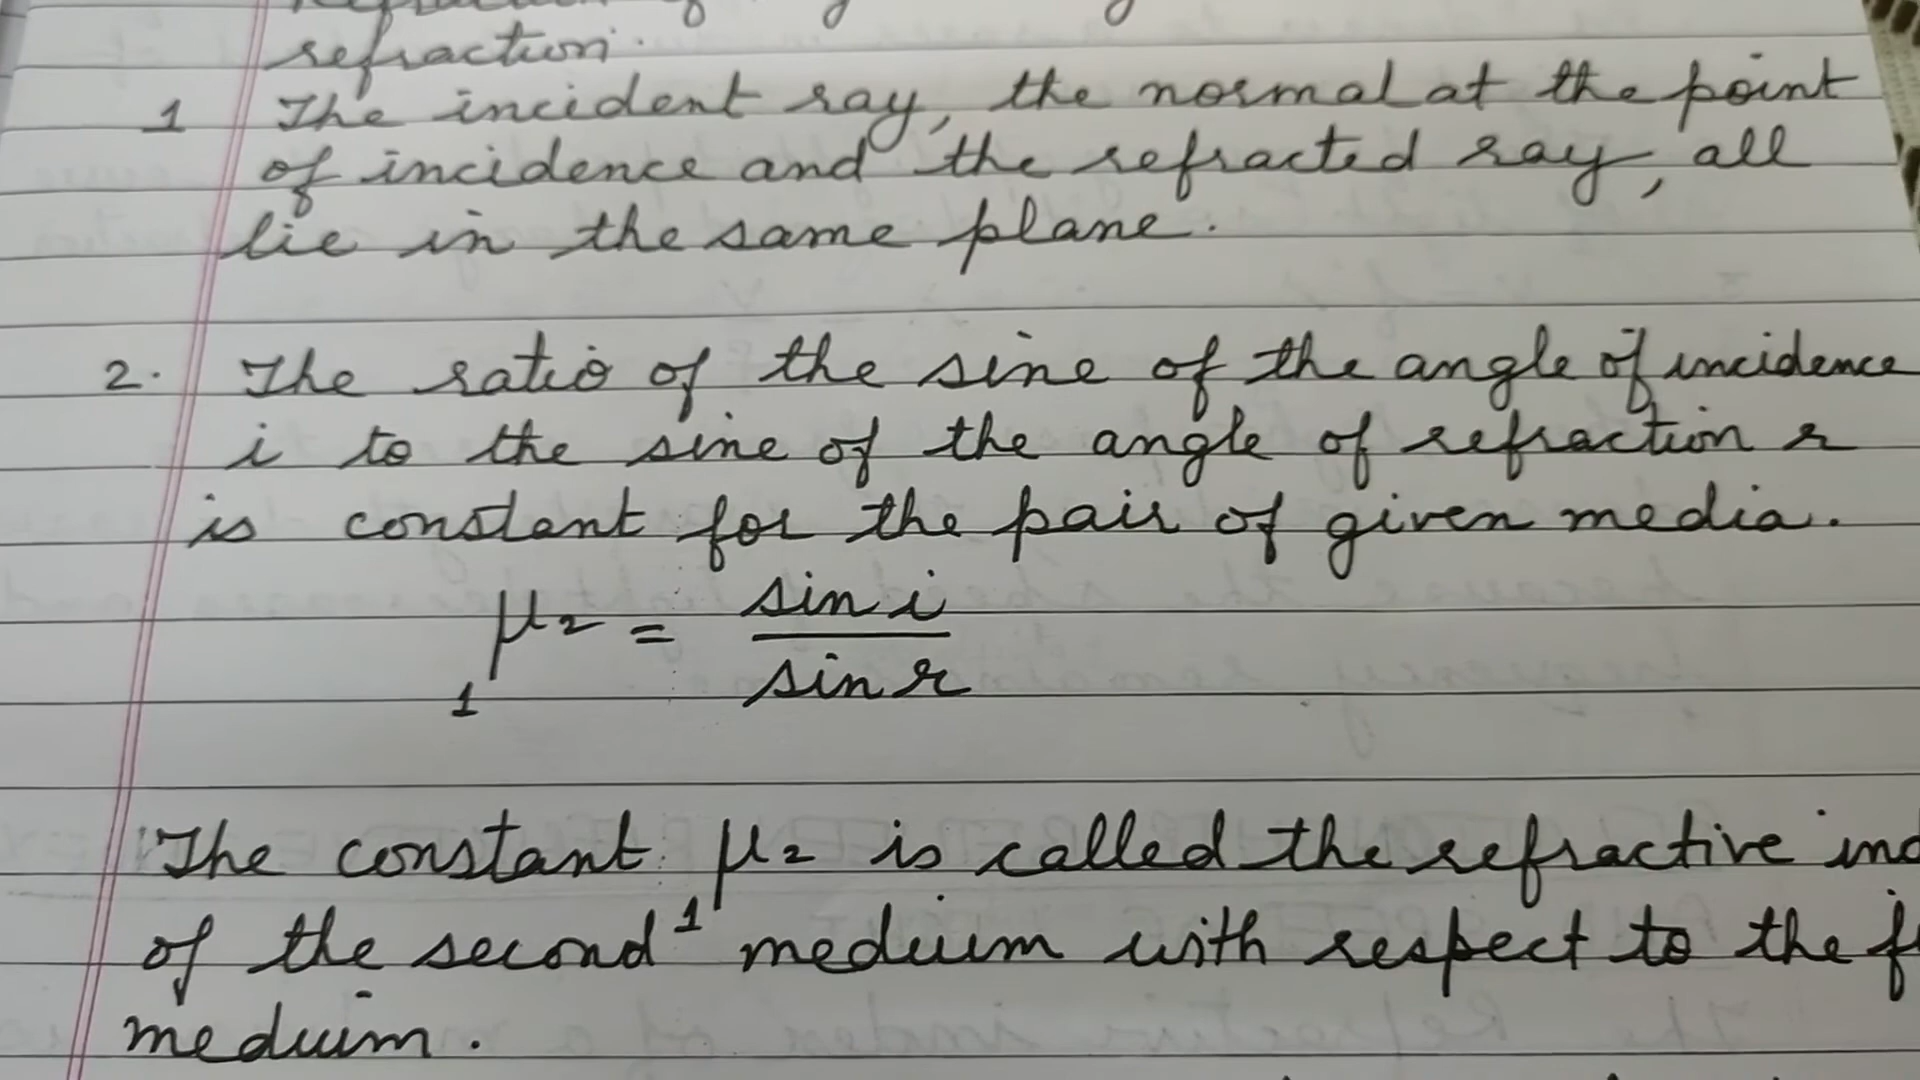 refraction.
1 The incident ray, the normal at the point
of incidence and the refracted ray, all
lie in the same plane.
2. The ratio of the sine of the angle of incidence
i to the sine of the angle of refraction r
is constant for the pair of given media.
₁μ₂ = sin i / sin r
The constant ₁μ₂ is called the refractive ind
of the second medium with respect to the f
medium.